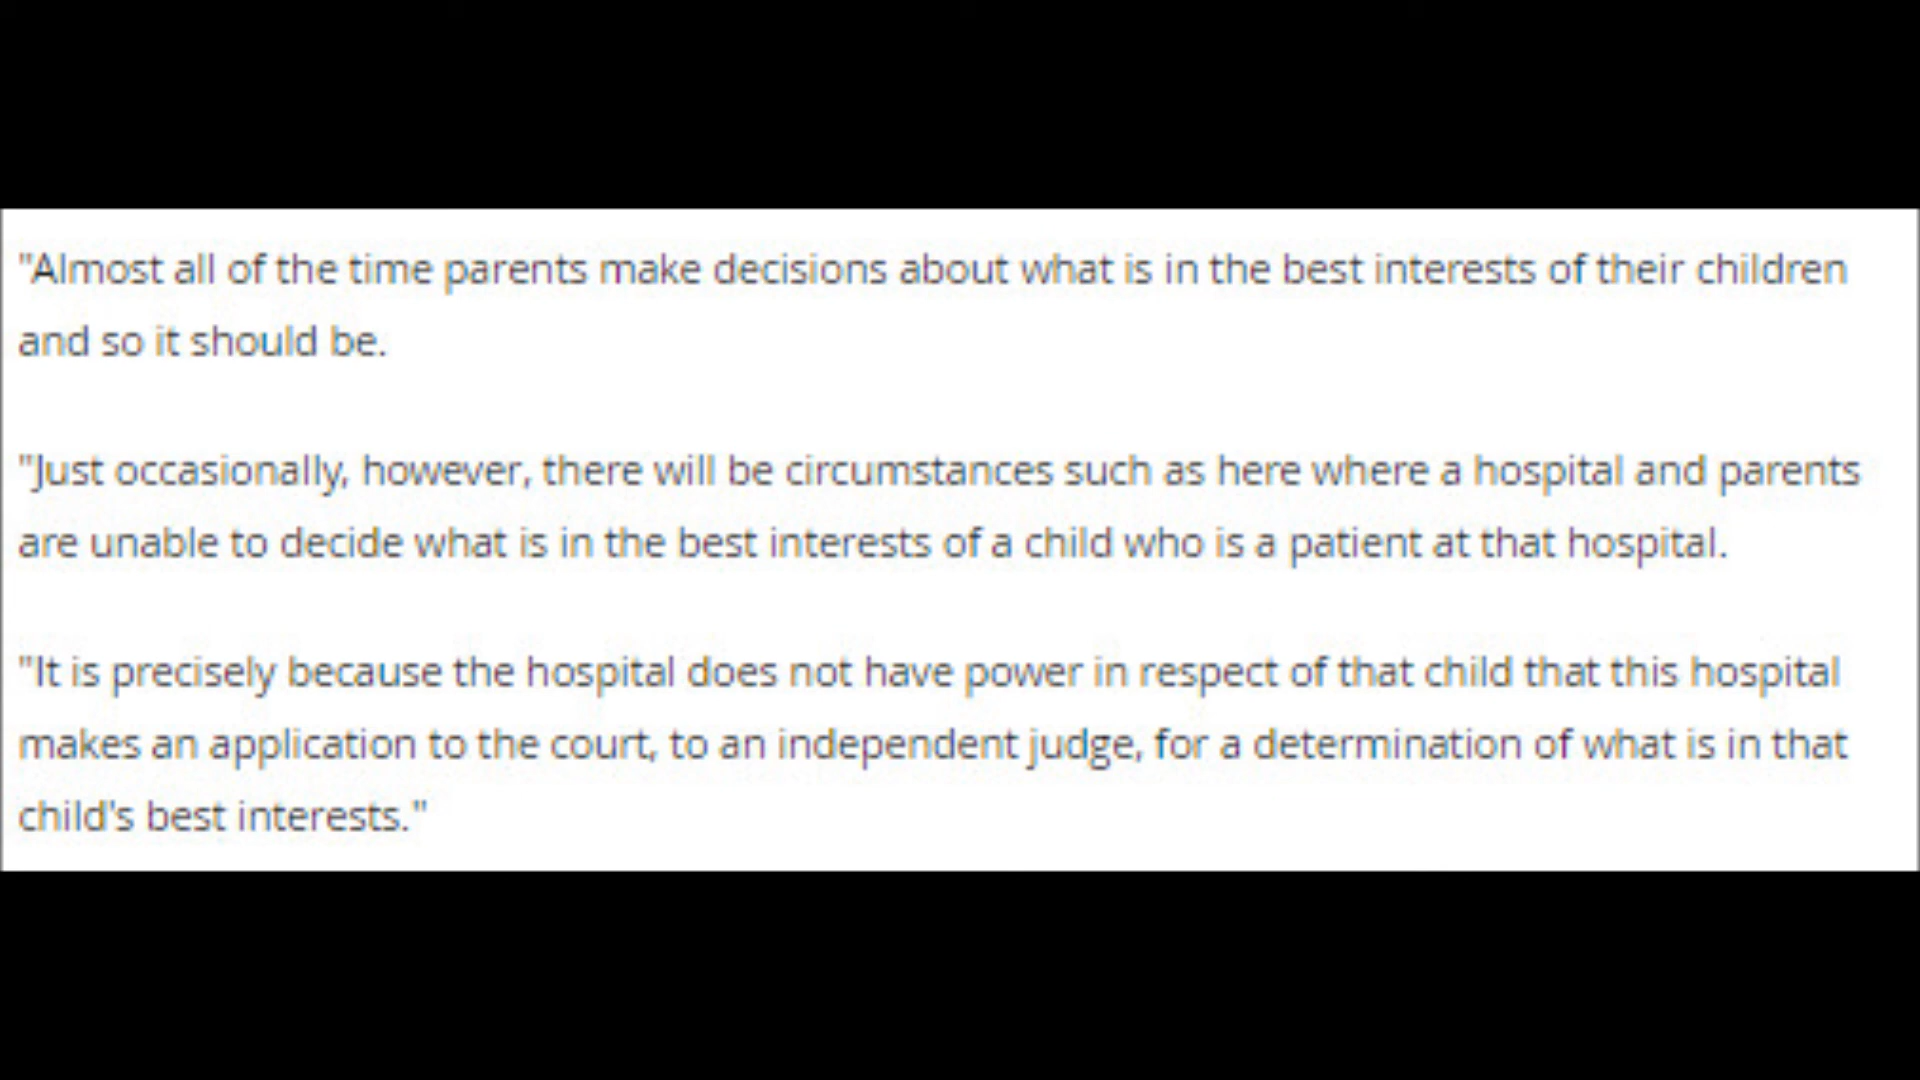 "Almost all of the time parents make decisions about what is in the best interests of their children
and so it should be.
"Just occasionally, however, there will be circumstances such as here where a hospital and parents
are unable to decide what is in the best interests of a child who is a patient at that hospital.
"It is precisely because the hospital does not have power in respect of that child that this hospital
makes an application to the court, to an independent judge, for a determination of what is in that
child's best interests."